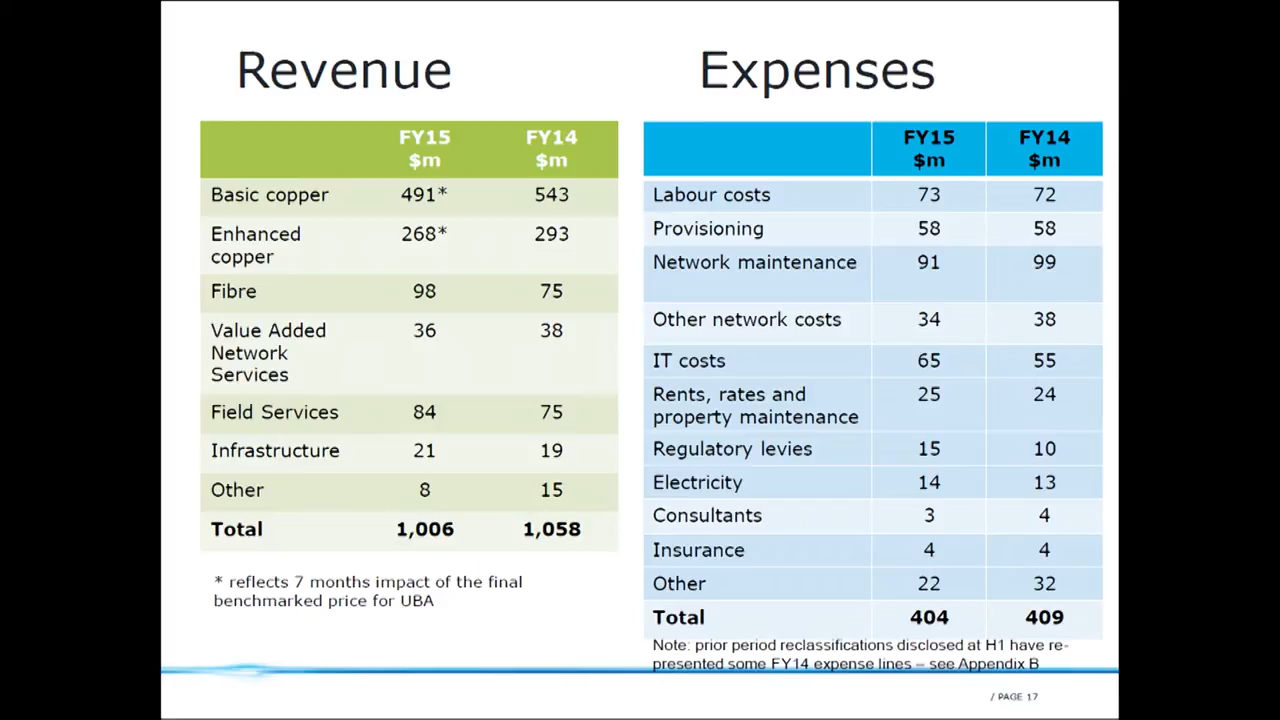 Revenue
FY15 FY14
$m $m
Basic copper 491* 543
Enhanced 268* 293
copper
Fibre 98 75
Value Added 36 38
Network
Services
Field Services 84 75
Infrastructure 21 19
Other 8 15
Total 1,006 1,058
* reflects 7 months impact of the final
benchmarked price for UBA
Expenses
FY15 FY14
$m $m
Labour costs 73 72
Provisioning 58 58
Network maintenance 91 99
Other network costs 34 38
IT costs 65 55
Rents, rates and 25 24
property maintenance
Regulatory levies 15 10
Electricity 14 13
Consultants 3 4
Insurance 4 4
Other 22 32
Total 404 409
Note: prior period reclassifications disclosed at H1 have re-
presented some FY14 expense lines – see Appendix B
/ PAGE 17